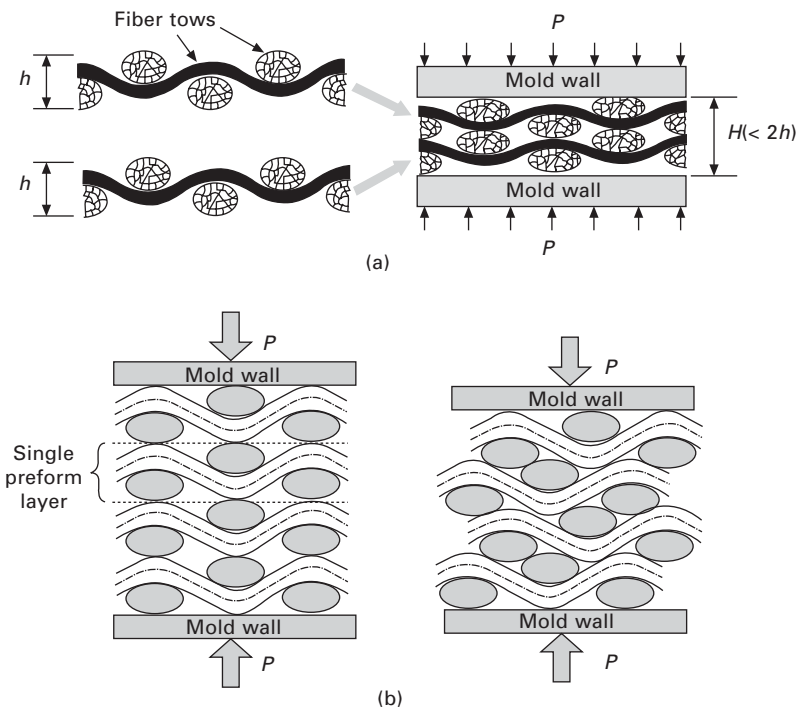 Fiber tows
P
h
Mold wall
H(< 2h)
h
Mold wall
P
(a)
P
Mold wall
P
Mold wall
Single
preform
layer
Mold wall
P
Mold wall
P
(b)